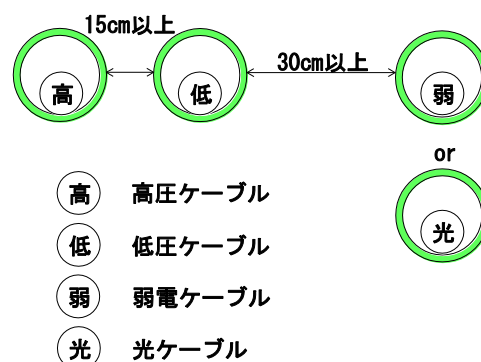 15cm以上
30cm以上
高
低
弱
or
光
高 高圧ケーブル
低 低圧ケーブル
弱 弱電ケーブル
光 光ケーブル